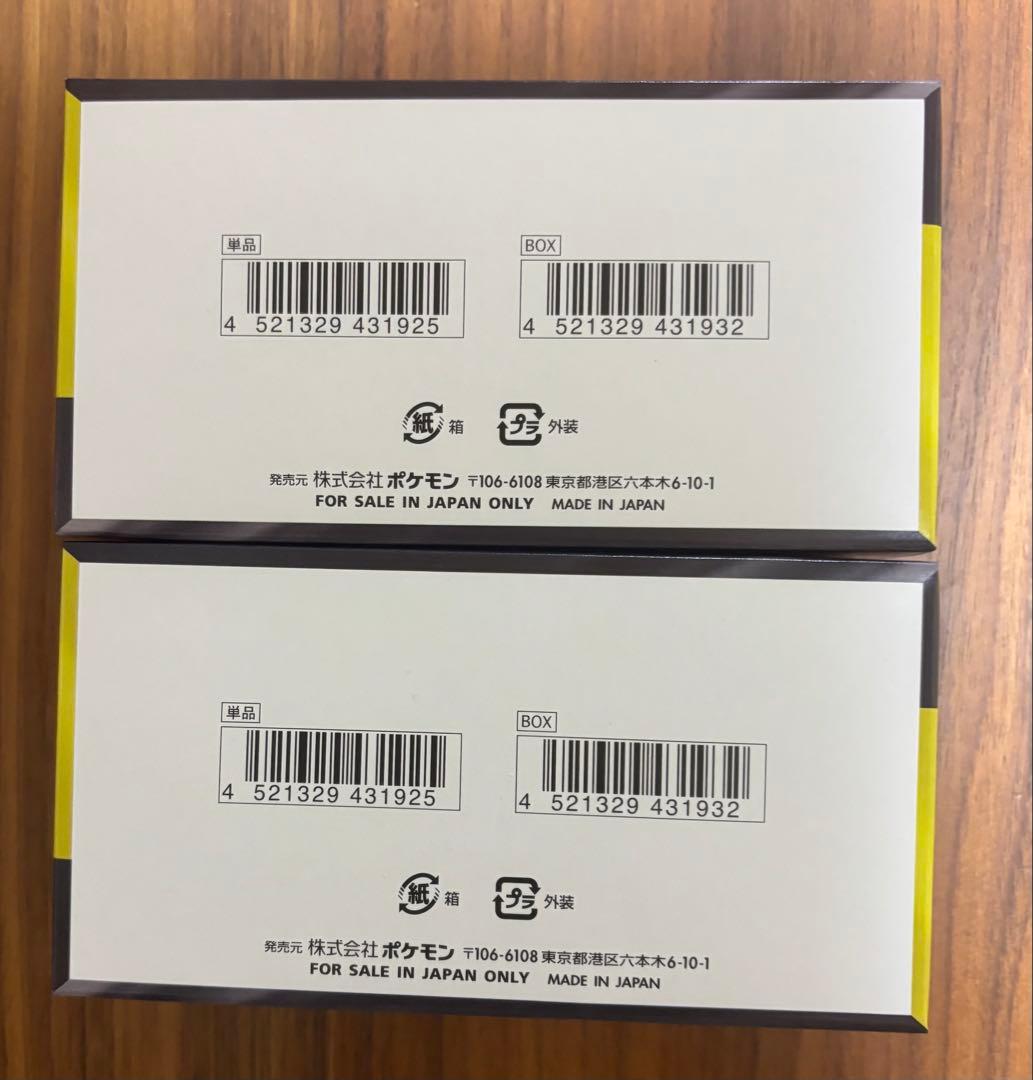 単品
BOX
4 521329 431925
4 521329 431932
紙 箱
プラ 外装
発売元 株式会社ポケモン 〒106-6108 東京都港区六本木6-10-1
FOR SALE IN JAPAN ONLY MADE IN JAPAN
単品
BOX
4 521329 431925
4 521329 431932
紙 箱
プラ 外装
発売元 株式会社ポケモン 〒106-6108 東京都港区六本木6-10-1
FOR SALE IN JAPAN ONLY MADE IN JAPAN